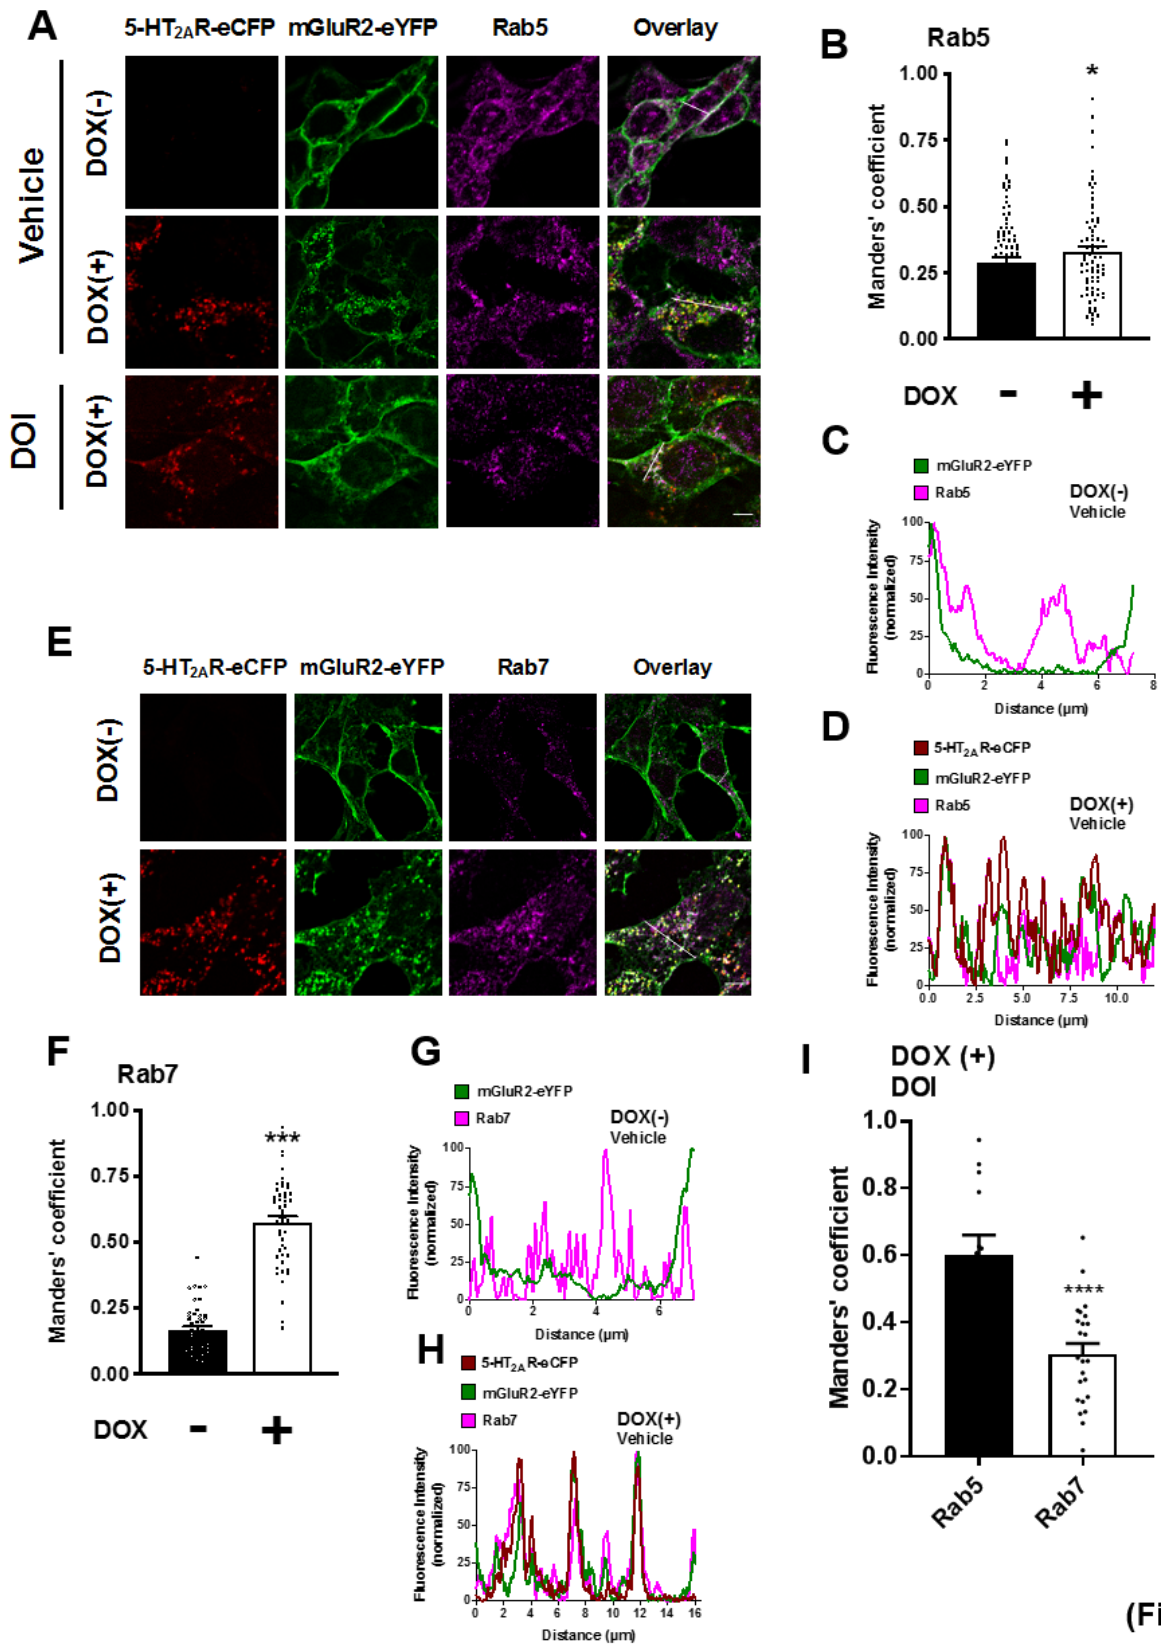 A
5-HT2AR-eCFP mGluR2-eYFP Rab5 Overlay
Vehicle
DOX(-)
DOX(+)
DOI
DOX(+)
B
Rab5
*
Manders' coefficient
1.00
0.75
0.50
0.25
0.00
DOX - +
C
mGluR2-eYFP
Rab5
DOX(-)
Vehicle
Fluorescence Intensity
(normalized)
100
75
50
25
0
0 2 4 6 8
Distance (µm)
D
5-HT2AR-eCFP
mGluR2-eYFP
Rab5
DOX(+)
Vehicle
Fluorescence Intensity
(normalized)
100
75
50
25
0
0.0 2.5 5.0 7.5 10.0
Distance (µm)
E
5-HT2AR-eCFP mGluR2-eYFP Rab7 Overlay
DOX(-)
DOX(+)
F
Rab7
***
Manders' coefficient
1.00
0.75
0.50
0.25
0.00
DOX - +
G
mGluR2-eYFP
Rab7
DOX(-)
Vehicle
Fluorescence Intensity
(normalized)
100
75
50
25
0
0 2 4 6
Distance (µm)
H
5-HT2AR-eCFP
mGluR2-eYFP
Rab7
DOX(+)
Vehicle
Fluorescence Intensity
(normalized)
100
75
50
25
0
0 2 4 6 8 10 12 14 16
Distance (µm)
I
DOX (+)
DOI
****
Manders' coefficient
1.0
0.8
0.6
0.4
0.2
0.0
Rab5 Rab7
(Fi